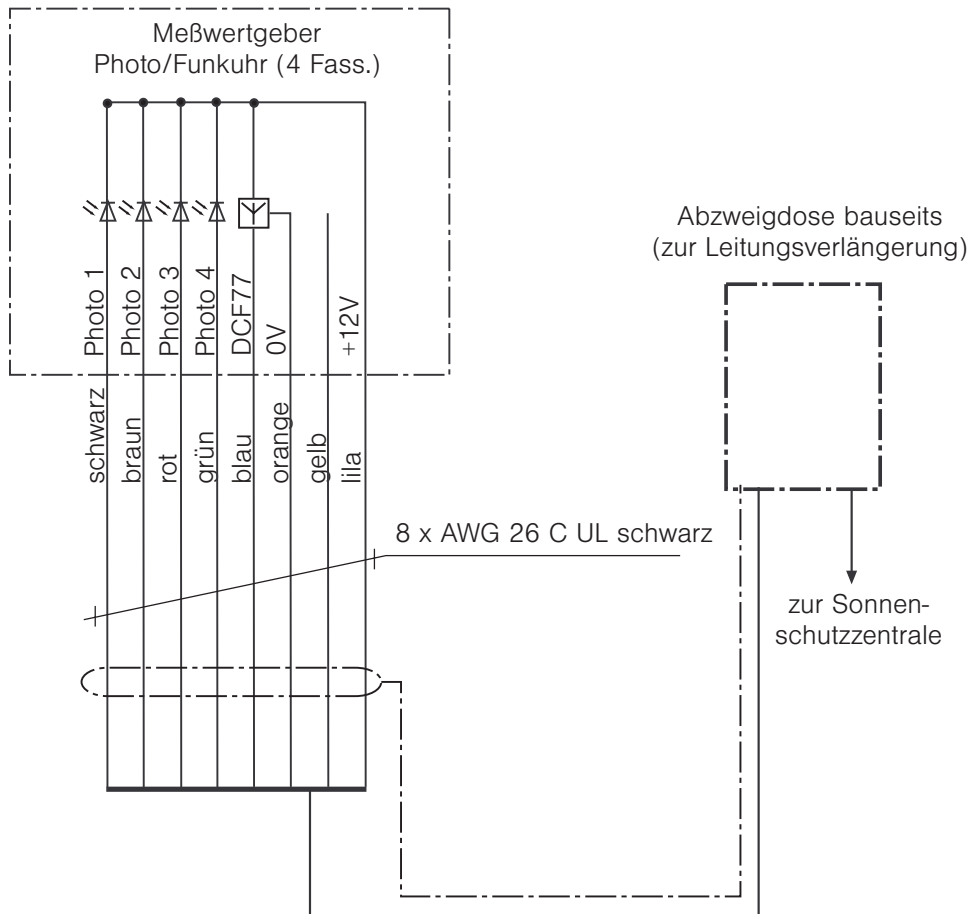 Meßwertgeber
Photo/Funkuhr (4 Fass.)
Photo 1
Photo 2
Photo 3
Photo 4
DCF77
0V
+12V
schwarz
braun
rot
grün
blau
orange
gelb
lila
Abzweigdose bauseits
(zur Leitungsverlängerung)
8 x AWG 26 C UL schwarz
zur Sonnen-
schutzzentrale